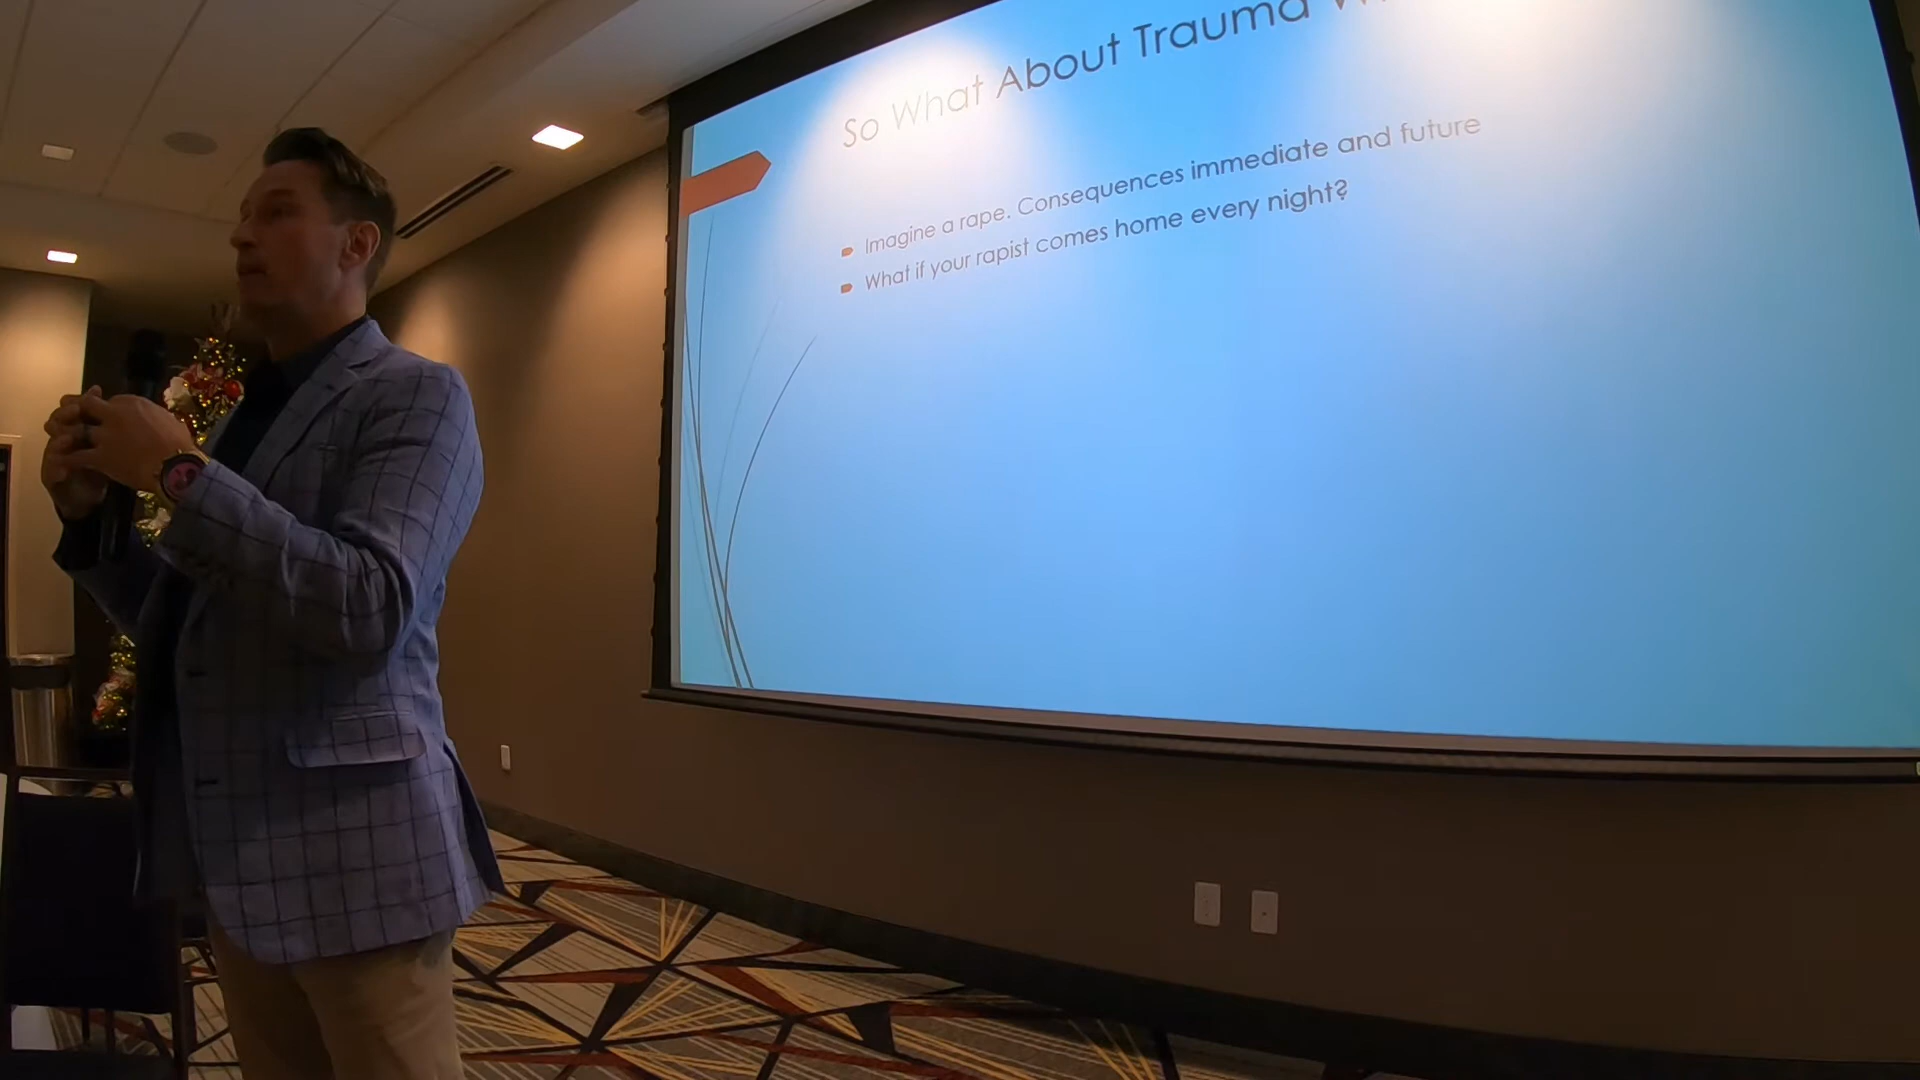 So What About Trauma
Imagine a rape. Consequences immediate and future
What if your rapist comes home every night?